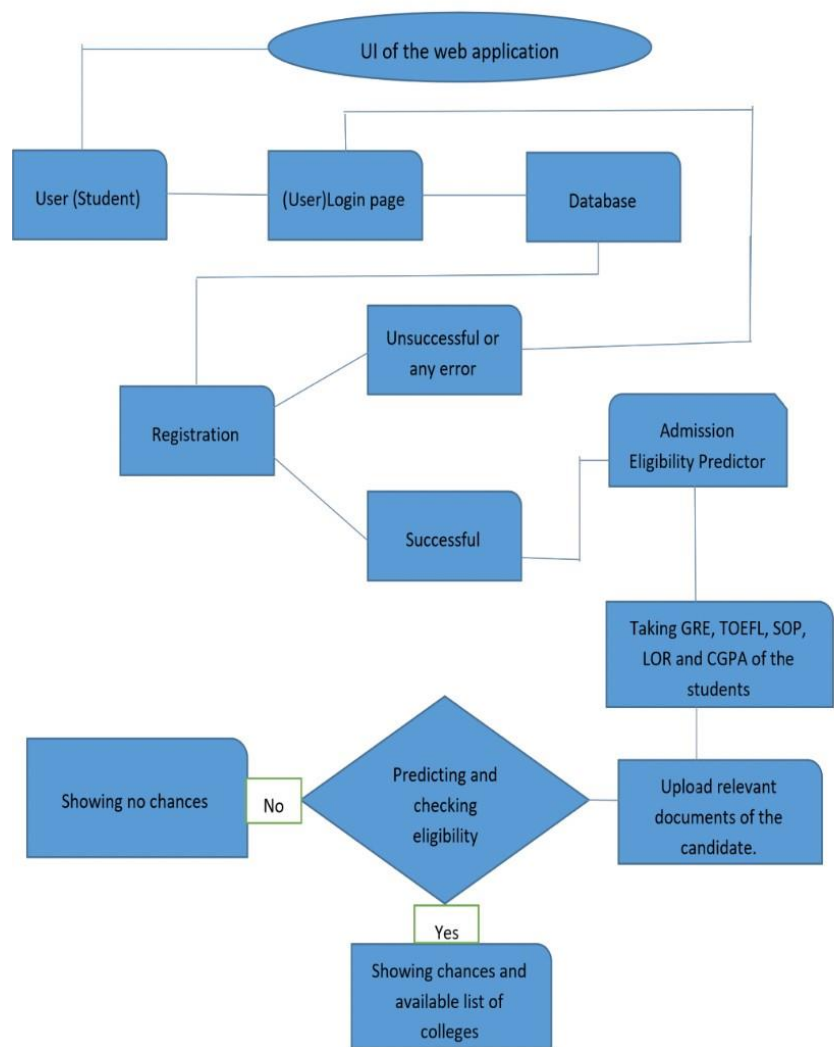 UI of the web application
User (Student)
(User)Login page
Database
Unsuccessful or
any error
Registration
Admission
Eligibility Predictor
Successful
Taking GRE, TOEFL, SOP,
LOR and CGPA of the
students
Upload relevant
documents of the
candidate.
Predicting and
checking
eligibility
No
Showing no chances
Yes
Showing chances and
available list of
colleges